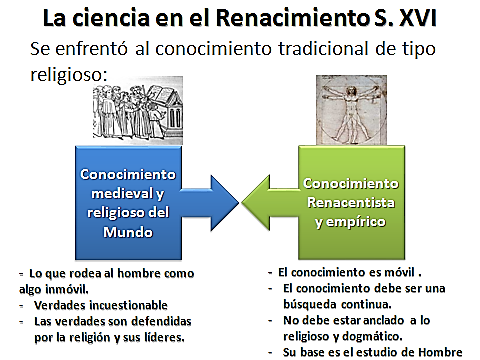 La ciencia en el Renacimiento S. XVI
Se enfrentó al conocimiento tradicional de tipo
religioso:
Conocimiento
medieval y
religioso del
Mundo
Conocimiento
Renacentista
y empírico
- Lo que rodea al hombre como
algo inmóvil.
- Verdades incuestionable
- Las verdades son defendidas
por la religión y sus líderes.
- El conocimiento es móvil .
- El conocimiento debe ser una
búsqueda continua.
- No debe estar anclado a lo
religioso y dogmático.
- Su base es el estudio de Hombre